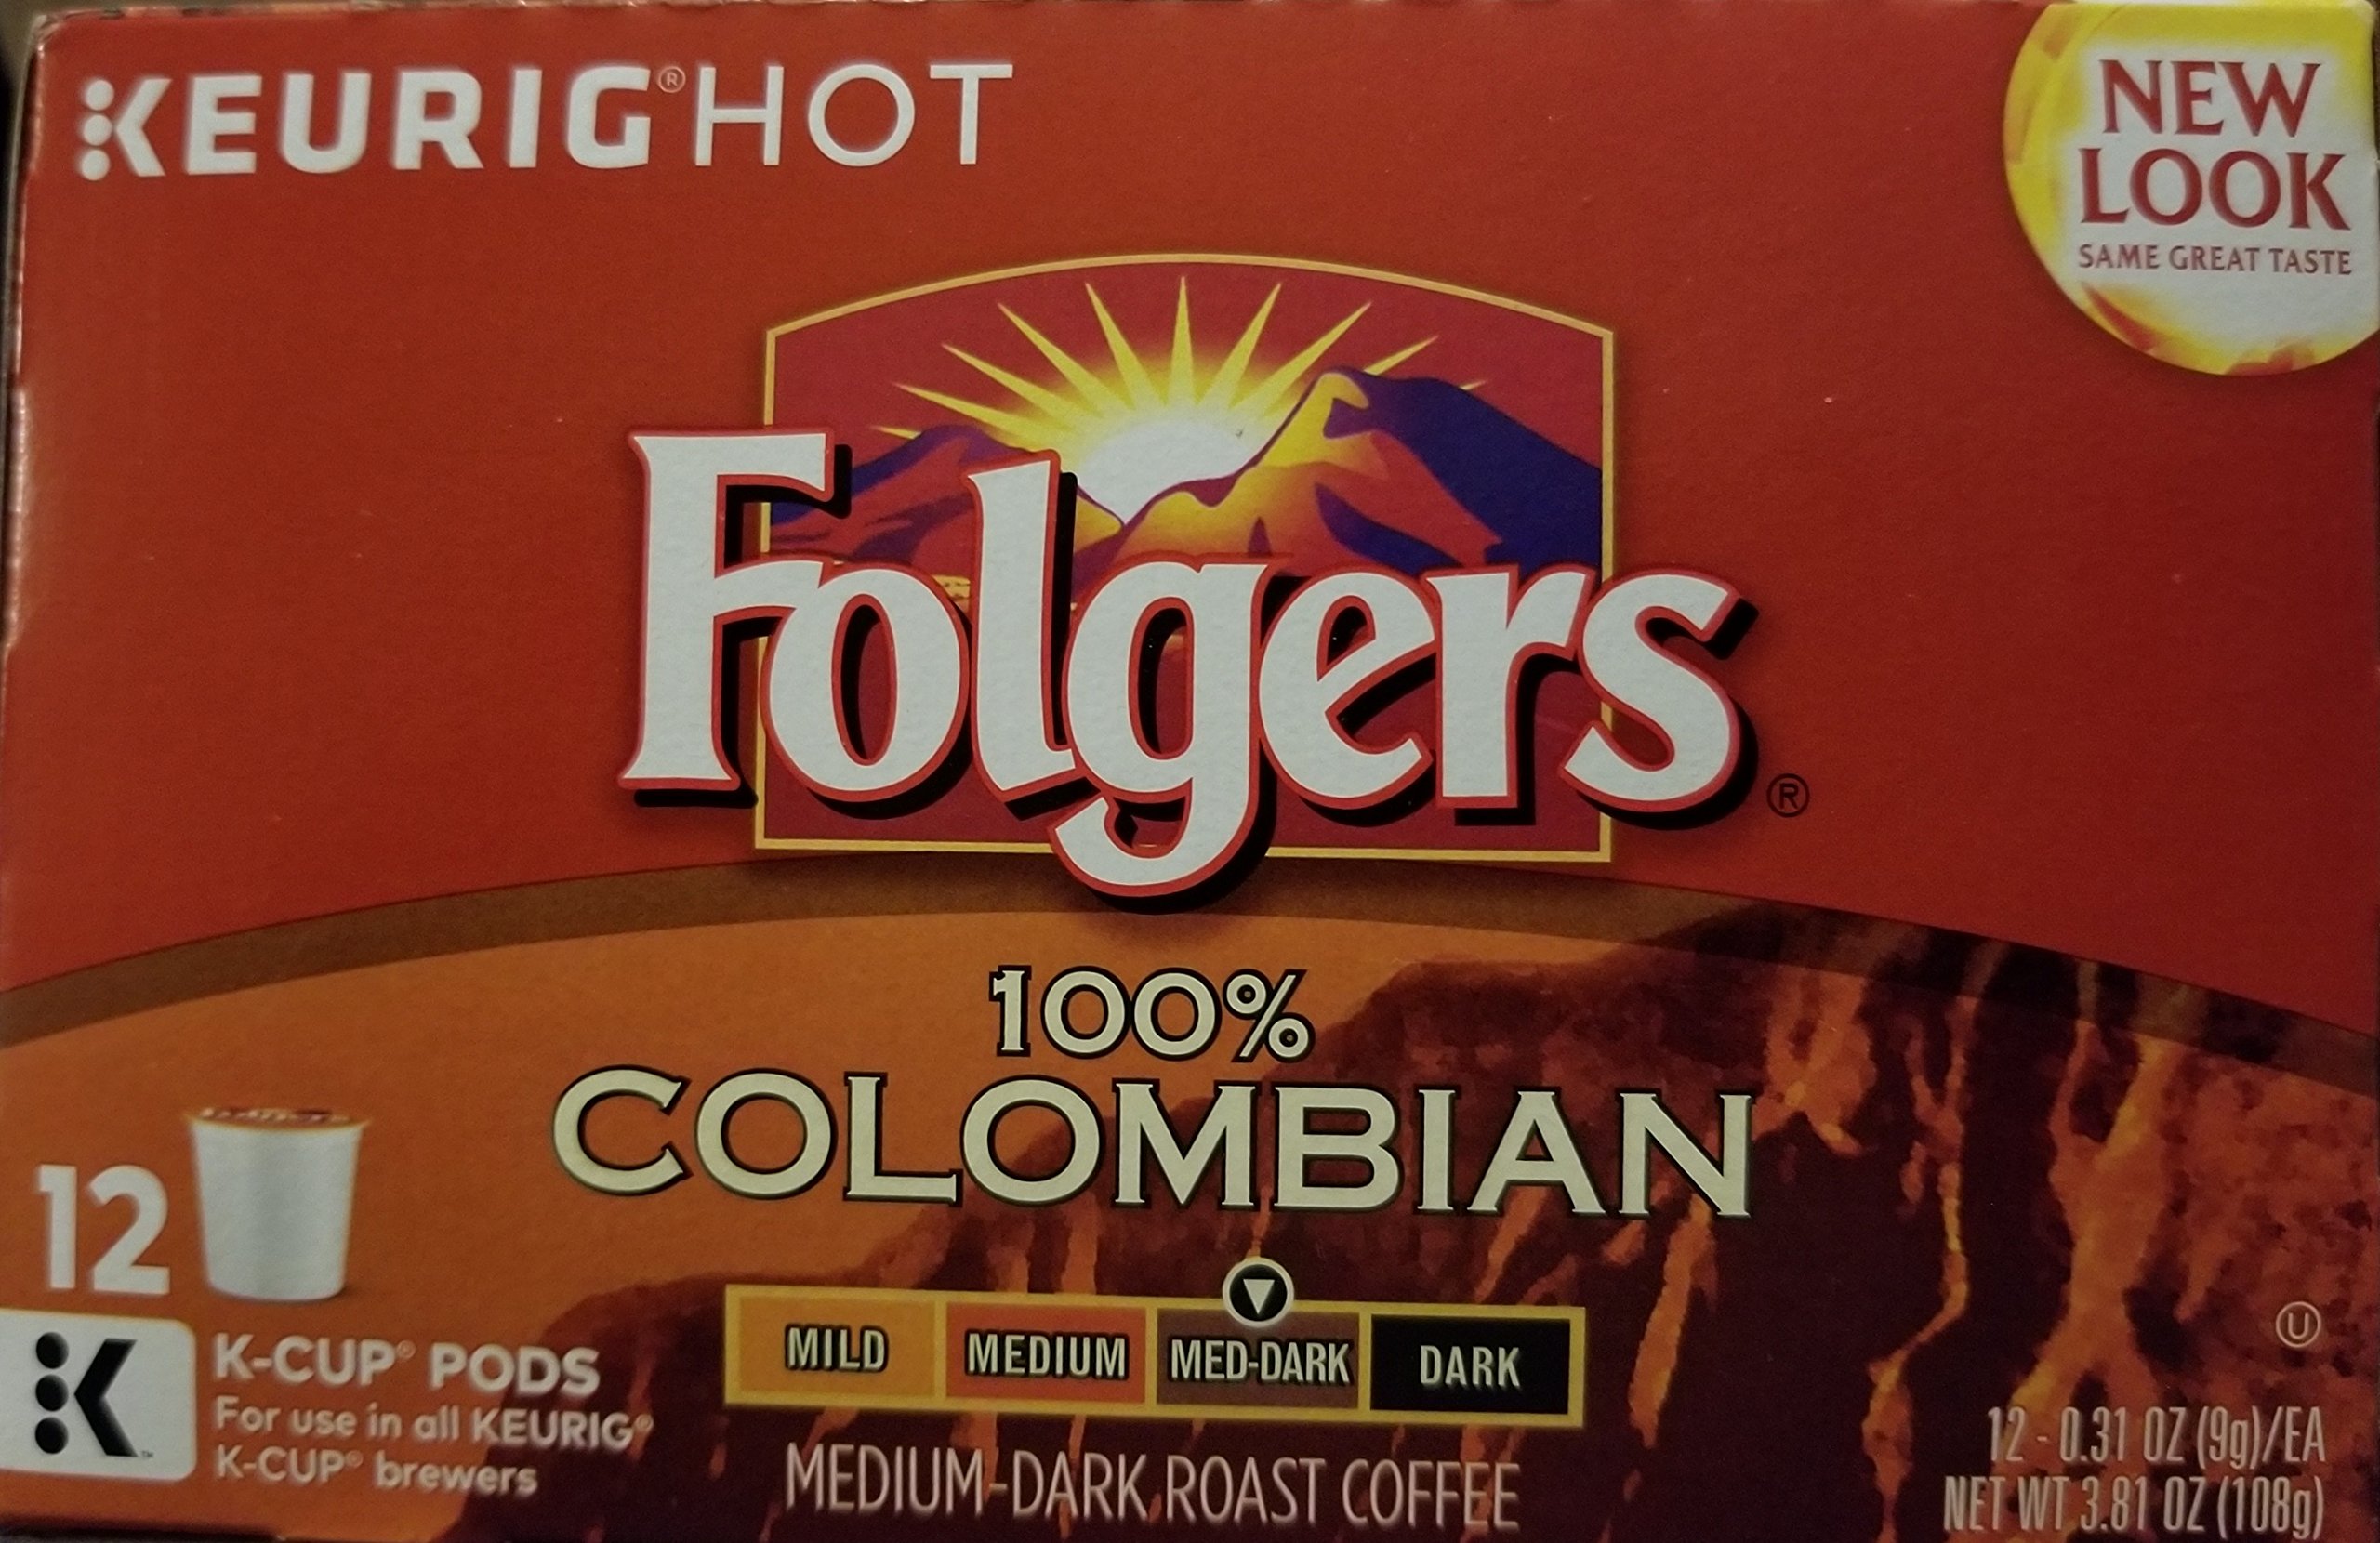 KEURIG® HOT
NEW
LOOK
SAME GREAT TASTE
Folgers®
100%
COLOMBIAN
12
MILD MEDIUM MED-DARK DARK
MEDIUM-DARK ROAST COFFEE
K™
K-CUP® PODS
For use in all KEURIG®
K-CUP® brewers
U
12 - 0.31 OZ (9g)/EA
NET WT 3.81 OZ (108g)